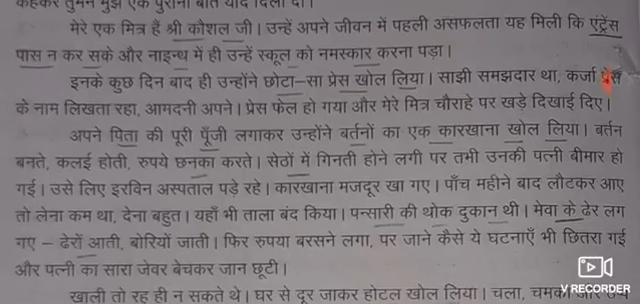 कहकर तुमने मुझे एक पुरानी बात याद दिला दी।
मेरे एक मित्र हैं श्री कौशल जी। उन्हें अपने जीवन में पहली असफलता यह मिली कि एंट्रेंस
पास न कर सके और नाइन्थ में ही उन्हें स्कूल को नमस्कार करना पड़ा।
इनके कुछ दिन बाद ही उन्होंने छोटा-सा प्रेस खोल लिया। साझी समझदार था, कर्जा प्रेस
के नाम लिखता रहा, आमदनी अपने। प्रेस फेल हो गया और मेरे मित्र चौराहे पर खड़े दिखाई दिए।
अपने पिता की पूरी पूँजी लगाकर उन्होंने बर्तनों का एक कारखाना खोल लिया। बर्तन
बनते, कलई होती, रुपये छनका करते। सेठों में गिनती होने लगी पर तभी उनकी पत्नी बीमार हो
गई। उसे लिए इरविन अस्पताल पड़े रहे। कारखाना मजदूर खा गए। पाँच महीने बाद लौटकर आए
तो लेना कम था, देना बहुत। यहाँ भी ताला बंद किया। पन्सारी की थोक दुकान थी। मेवा के ढेर लग
गए - ढेरों आती, बोरियों जाती। फिर रुपया बरसने लगा, पर जाने कैसे ये घटनाएँ भी छितरा गई
और पत्नी का सारा जेवर बेचकर जान छूटी।
खाली तो रह ही न सकते थे। घर से दूर जाकर होटल खोल लिया। चला, चमका
V RECORDER